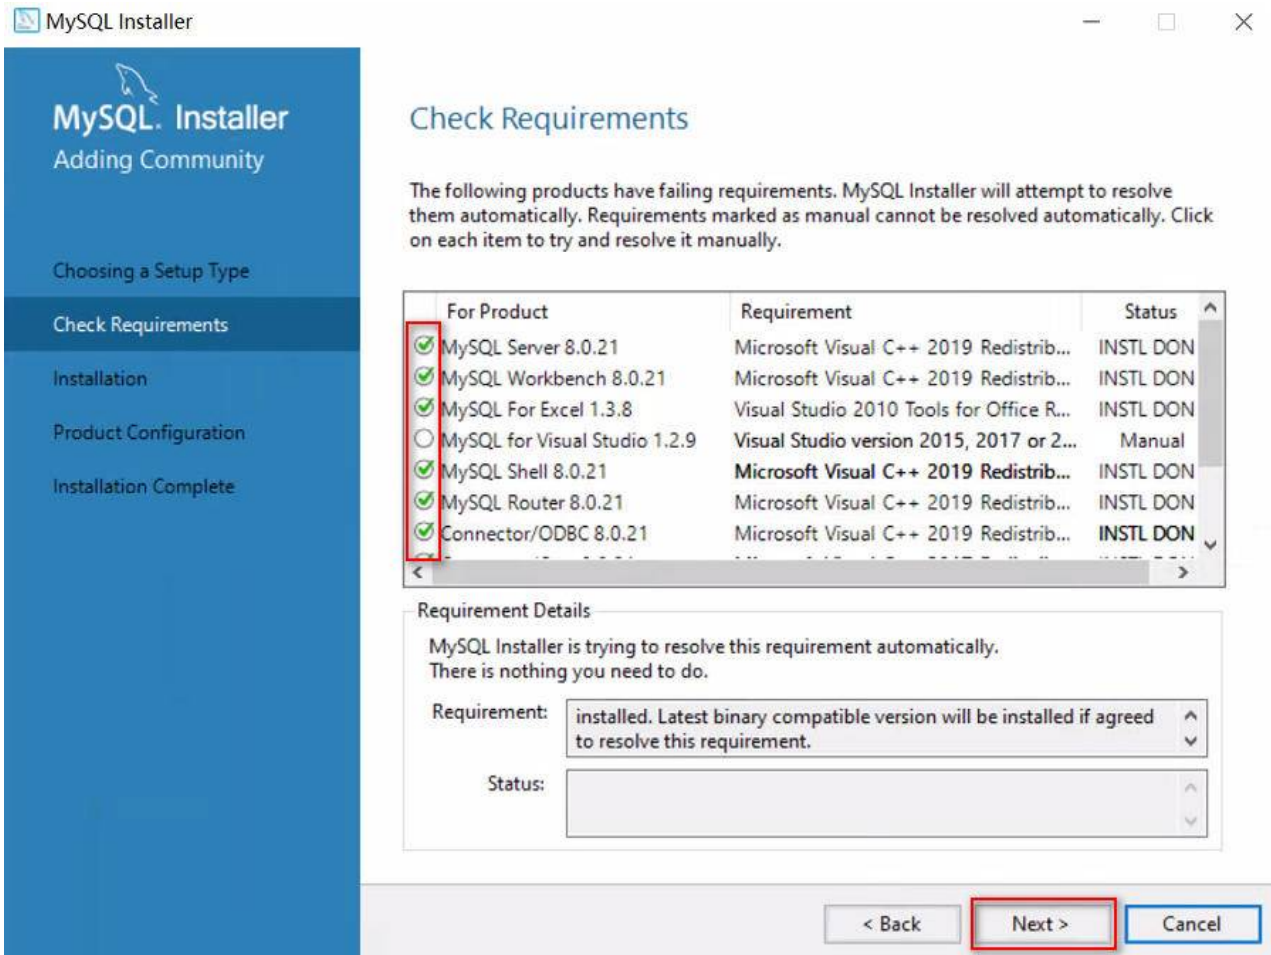 MySQL Installer
MySQL. Installer
Adding Community
Choosing a Setup Type
Check Requirements
Installation
Product Configuration
Installation Complete
Check Requirements
The following products have failing requirements. MySQL Installer will attempt to resolve
them automatically. Requirements marked as manual cannot be resolved automatically. Click
on each item to try and resolve it manually.
For Product Requirement Status
MySQL Server 8.0.21 Microsoft Visual C++ 2019 Redistrib... INSTL DON
MySQL Workbench 8.0.21 Microsoft Visual C++ 2019 Redistrib... INSTL DON
MySQL For Excel 1.3.8 Visual Studio 2010 Tools for Office R... INSTL DON
MySQL for Visual Studio 1.2.9 Visual Studio version 2015, 2017 or 2... Manual
MySQL Shell 8.0.21 Microsoft Visual C++ 2019 Redistrib... INSTL DON
MySQL Router 8.0.21 Microsoft Visual C++ 2019 Redistrib... INSTL DON
Connector/ODBC 8.0.21 Microsoft Visual C++ 2019 Redistrib... INSTL DON
Requirement Details
MySQL Installer is trying to resolve this requirement automatically.
There is nothing you need to do.
Requirement:
installed. Latest binary compatible version will be installed if agreed
to resolve this requirement.
Status:
< Back Next > Cancel